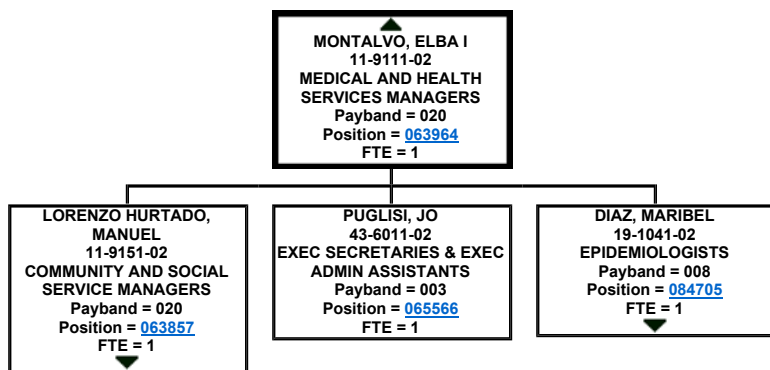 MONTALVO, ELBA I
11-9111-02
MEDICAL AND HEALTH
SERVICES MANAGERS
Payband = 020
Position = 063964
FTE = 1
LORENZO HURTADO,
MANUEL
11-9151-02
COMMUNITY AND SOCIAL
SERVICE MANAGERS
Payband = 020
Position = 063857
FTE = 1
PUGLISI, JO
43-6011-02
EXEC SECRETARIES & EXEC
ADMIN ASSISTANTS
Payband = 003
Position = 065566
FTE = 1
DIAZ, MARIBEL
19-1041-02
EPIDEMIOLOGISTS
Payband = 008
Position = 084705
FTE = 1